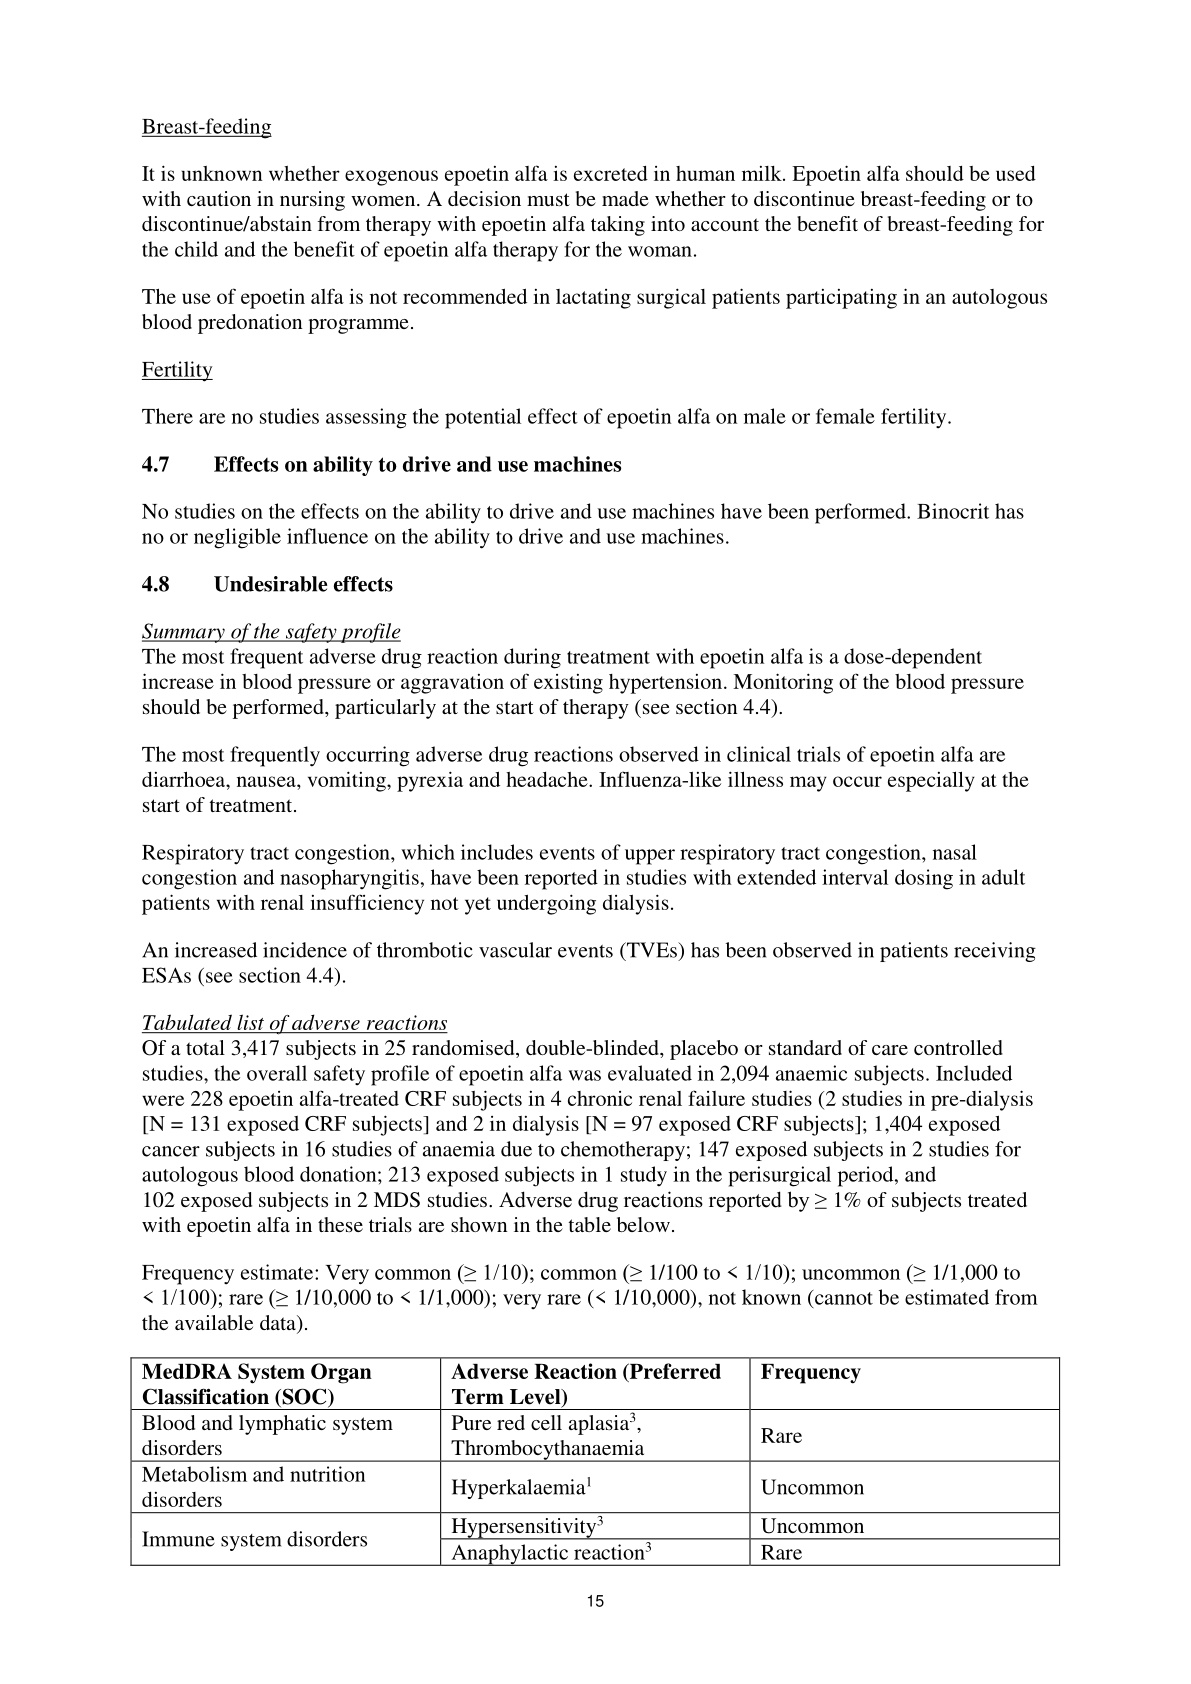 Breast-feeding
It is unknown whether exogenous epoetin alfa is excreted in human milk. Epoetin alfa should be used
with caution in nursing women. A decision must be made whether to discontinue breast-feeding or to
discontinue/abstain from therapy with epoetin alfa taking into account the benefit of breast-feeding for
the child and the benefit of epoetin alfa therapy for the woman.
The use of epoetin alfa is not recommended in lactating surgical patients participating in an autologous
blood predonation programme.
Fertility
There are no studies assessing the potential effect of epoetin alfa on male or female fertility.
4.7 Effects on ability to drive and use machines
No studies on the effects on the ability to drive and use machines have been performed. Binocrit has
no or negligible influence on the ability to drive and use machines.
4.8 Undesirable effects
Summary of the safety profile
The most frequent adverse drug reaction during treatment with epoetin alfa is a dose-dependent
increase in blood pressure or aggravation of existing hypertension. Monitoring of the blood pressure
should be performed, particularly at the start of therapy (see section 4.4).
The most frequently occurring adverse drug reactions observed in clinical trials of epoetin alfa are
diarrhoea, nausea, vomiting, pyrexia and headache. Influenza-like illness may occur especially at the
start of treatment.
Respiratory tract congestion, which includes events of upper respiratory tract congestion, nasal
congestion and nasopharyngitis, have been reported in studies with extended interval dosing in adult
patients with renal insufficiency not yet undergoing dialysis.
An increased incidence of thrombotic vascular events (TVEs) has been observed in patients receiving
ESAs (see section 4.4).
Tabulated list of adverse reactions
Of a total 3,417 subjects in 25 randomised, double-blinded, placebo or standard of care controlled
studies, the overall safety profile of epoetin alfa was evaluated in 2,094 anaemic subjects. Included
were 228 epoetin alfa-treated CRF subjects in 4 chronic renal failure studies (2 studies in pre-dialysis
[N = 131 exposed CRF subjects] and 2 in dialysis [N = 97 exposed CRF subjects]; 1,404 exposed
cancer subjects in 16 studies of anaemia due to chemotherapy; 147 exposed subjects in 2 studies for
autologous blood donation; 213 exposed subjects in 1 study in the perisurgical period, and
102 exposed subjects in 2 MDS studies. Adverse drug reactions reported by ≥ 1% of subjects treated
with epoetin alfa in these trials are shown in the table below.
Frequency estimate: Very common (≥ 1/10); common (≥ 1/100 to < 1/10); uncommon (≥ 1/1,000 to
< 1/100); rare (≥ 1/10,000 to < 1/1,000); very rare (< 1/10,000), not known (cannot be estimated from
the available data).
MedDRA System Organ
Classification (SOC)
Adverse Reaction (Preferred
Term Level)
Frequency
Blood and lymphatic system
disorders
Pure red cell aplasia³,
Thrombocythanaemia
Rare
Metabolism and nutrition
disorders
Hyperkalaemia¹
Uncommon
Immune system disorders
Hypersensitivity³
Uncommon
Anaphylactic reaction³
Rare
15